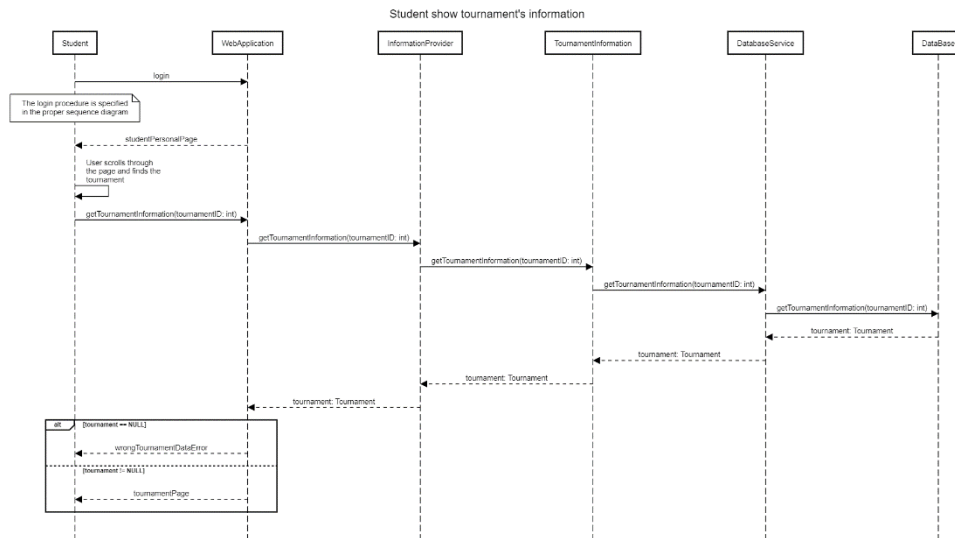 Student show tournament's information
Student
WebApplication
InformationProvider
TournamentInformation
DatabaseService
DataBase
login
The login procedure is specified
in the proper sequence diagram
studentPersonalPage
User scrolls through
the page and finds the
tournament
getTournamentInformation(tournamentID: int)
getTournamentInformation(tournamentID: int)
getTournamentInformation(tournamentID: int)
getTournamentInformation(tournamentID: int)
getTournamentInformation(tournamentID: int)
tournament: Tournament
tournament: Tournament
tournament: Tournament
tournament: Tournament
alt
[tournament == NULL]
wrongTournamentDataError
[tournament != NULL]
tournamentPage